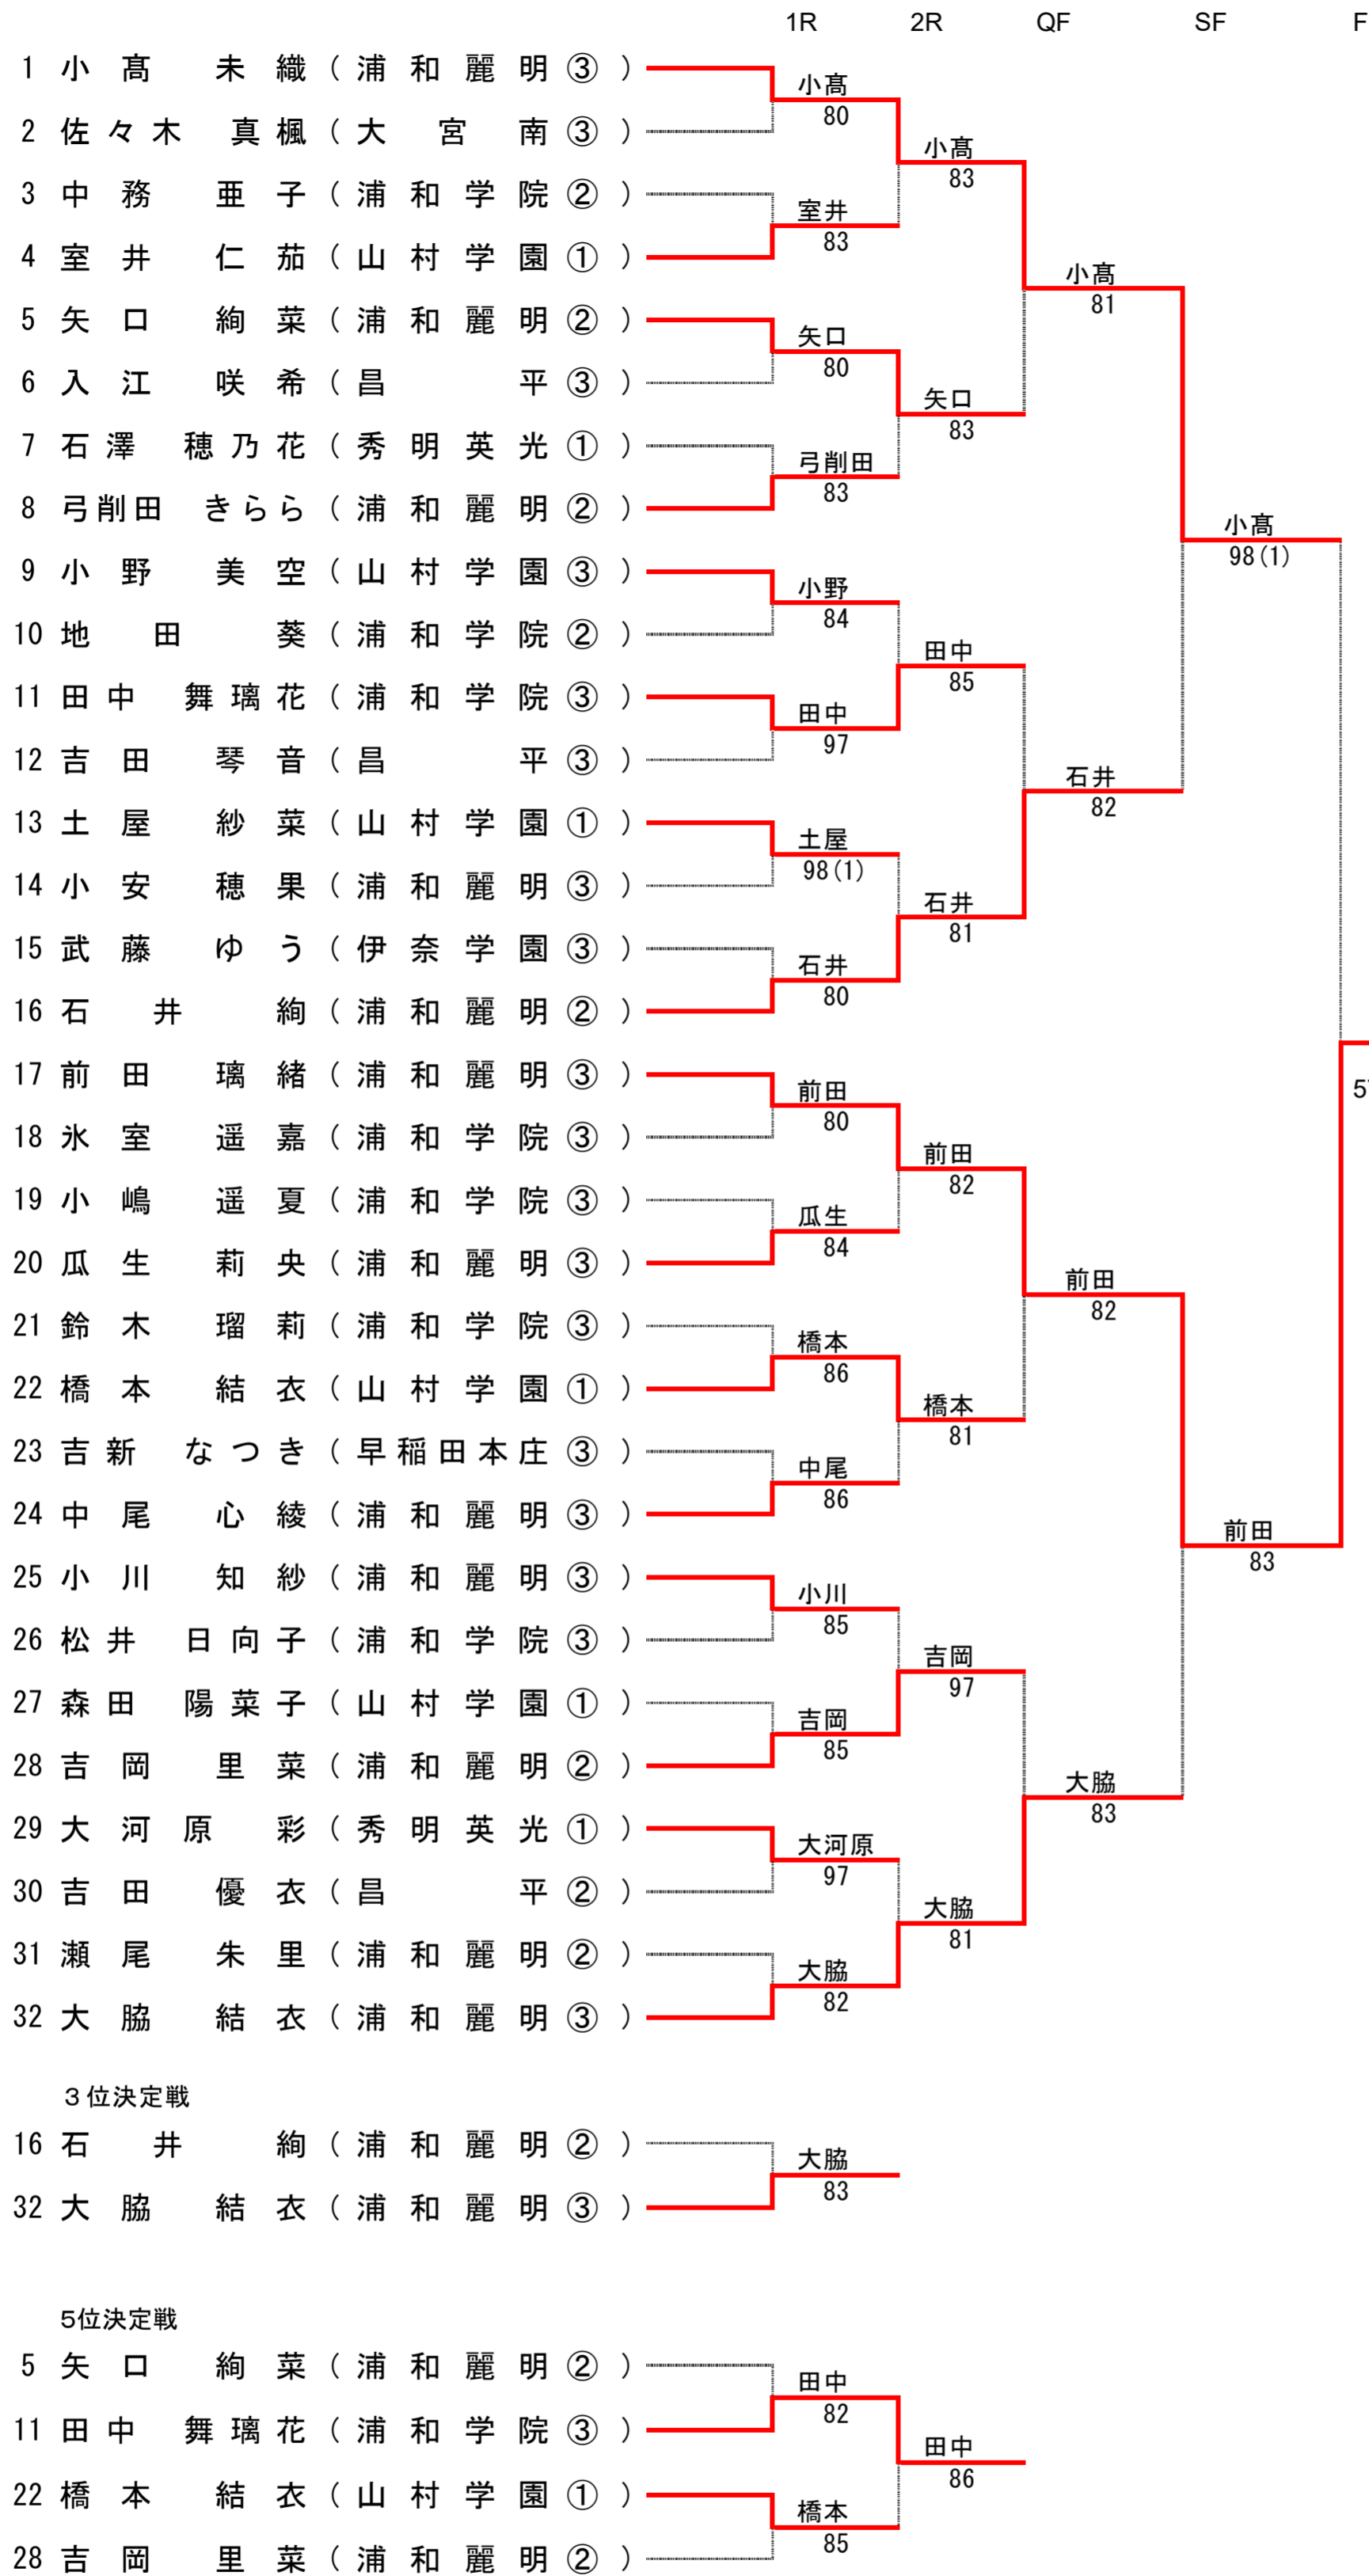 1R 2R QF SF F
1 小髙 未織 (浦和麗明③)
小髙
80
2 佐々木 真楓 (大宮南③)
小髙
83
3 中務 亜子 (浦和学院②)
室井
83
4 室井 仁茄 (山村学園①)
小髙
81
5 矢口 絢菜 (浦和麗明②)
矢口
80
6 入江 咲希 (昌平③)
矢口
83
7 石澤 穂乃花 (秀明英光①)
弓削田
83
8 弓削田 きらら (浦和麗明②)
小髙
98(1)
9 小野 美空 (山村学園③)
小野
84
10 地田 葵 (浦和学院②)
田中
85
11 田中 舞璃花 (浦和学院③)
田中
97
12 吉田 琴音 (昌平③)
石井
82
13 土屋 紗菜 (山村学園①)
土屋
98(1)
14 小安 穂果 (浦和麗明③)
石井
81
15 武藤 ゆう (伊奈学園③)
石井
80
16 石井 絢 (浦和麗明②)
17 前田 璃緒 (浦和麗明③)
前田
80
18 氷室 遥嘉 (浦和学院③)
前田
82
19 小嶋 遥夏 (浦和学院③)
瓜生
84
20 瓜生 莉央 (浦和麗明③)
前田
82
21 鈴木 瑠莉 (浦和学院③)
橋本
86
22 橋本 結衣 (山村学園①)
橋本
81
23 吉新 なつき (早稲田本庄③)
中尾
86
24 中尾 心綾 (浦和麗明③)
前田
83
25 小川 知紗 (浦和麗明③)
小川
85
26 松井 日向子 (浦和学院③)
吉岡
97
27 森田 陽菜子 (山村学園①)
吉岡
85
28 吉岡 里菜 (浦和麗明②)
大脇
83
29 大河原 彩 (秀明英光①)
大河原
97
30 吉田 優衣 (昌平②)
大脇
81
31 瀬尾 朱里 (浦和麗明②)
大脇
82
32 大脇 結衣 (浦和麗明③)
３位決定戦
16 石井 絢 (浦和麗明②)
大脇
83
32 大脇 結衣 (浦和麗明③)
5位決定戦
5 矢口 絢菜 (浦和麗明②)
田中
82
11 田中 舞璃花 (浦和学院③)
田中
86
22 橋本 結衣 (山村学園①)
橋本
85
28 吉岡 里菜 (浦和麗明②)